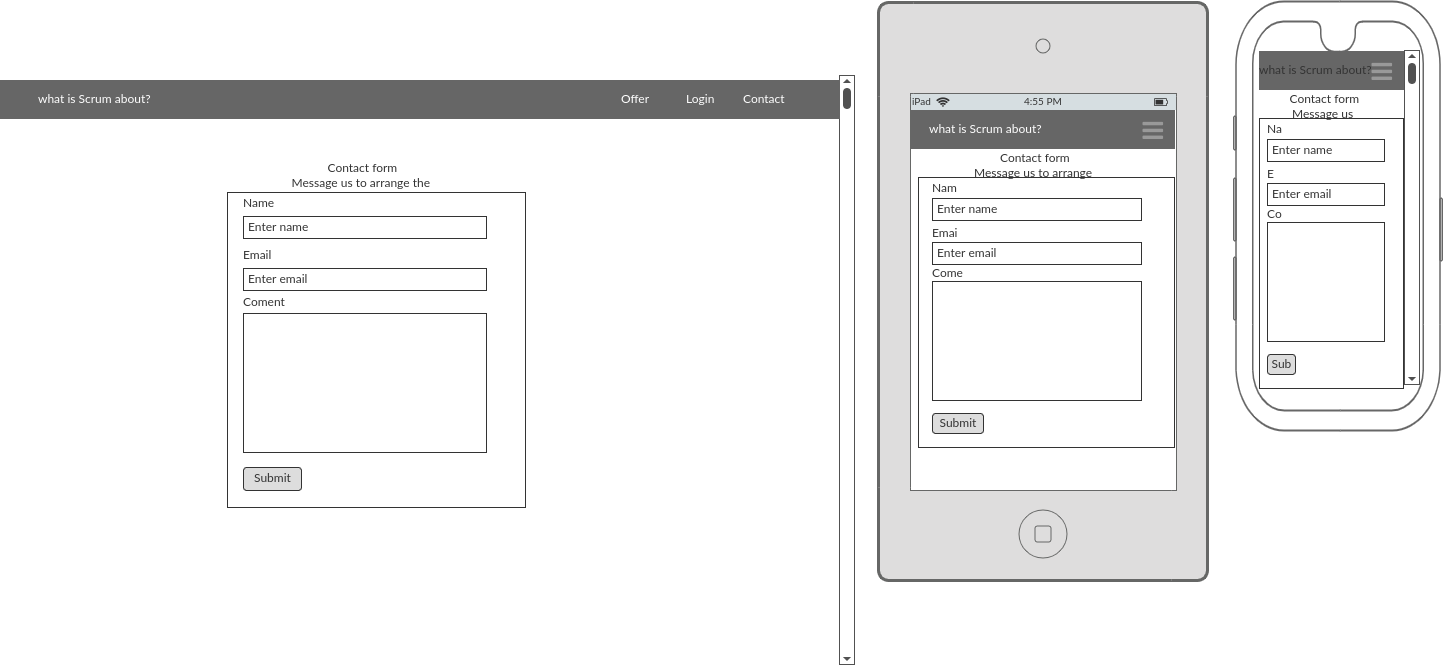 what is Scrum about? Offer Login Contact
Contact form
Message us to arrange the
Name
Enter name
Email
Enter email
Coment
Submit
iPad 4:55 PM
what is Scrum about?
Contact form
Message us to arrange
Nam
Enter name
Emai
Enter email
Come
Submit
what is Scrum about?
Contact form
Message us
Na
Enter name
E
Enter email
Co
Sub